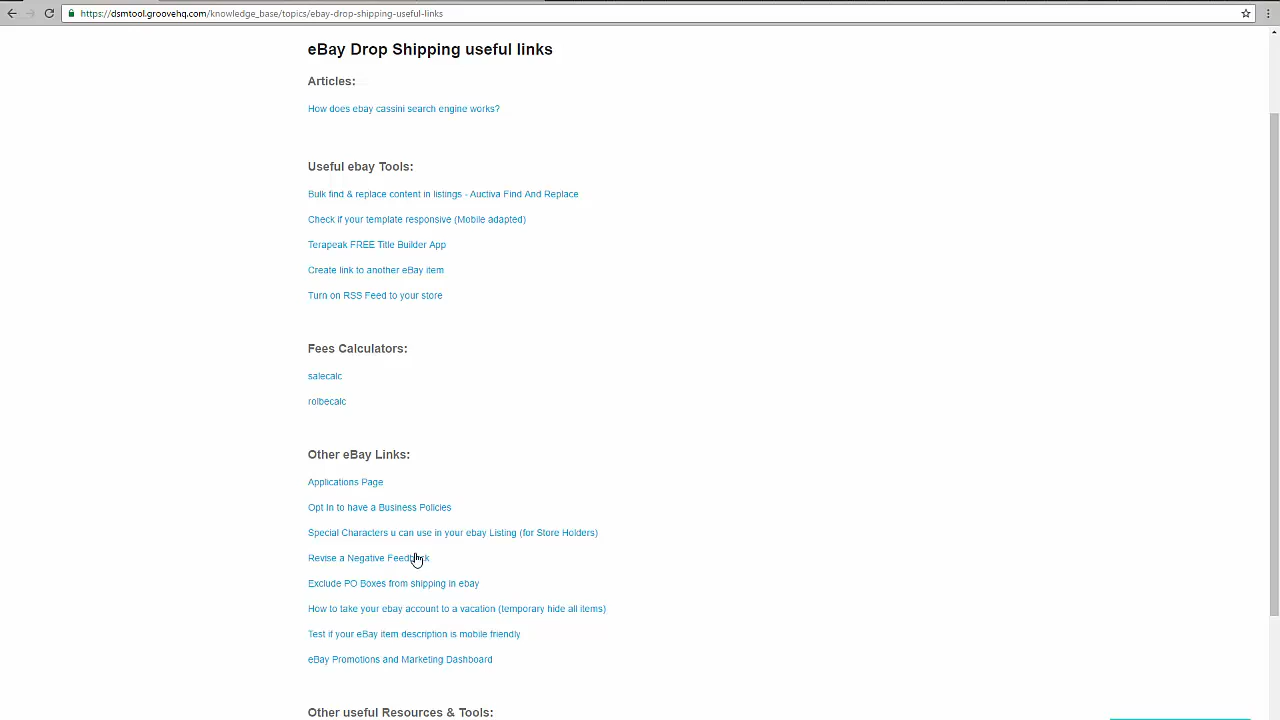 https://dsmtool.groovehq.com/knowledge_base/topics/ebay-drop-shipping-useful-links
eBay Drop Shipping useful links
Articles:
How does ebay cassini search engine works?
Useful ebay Tools:
Bulk find & replace content in listings - Auctiva Find And Replace
Check if your template responsive (Mobile adapted)
Terapeak FREE Title Builder App
Create link to another eBay item
Turn on RSS Feed to your store
Fees Calculators:
salecalc
rolbecalc
Other eBay Links:
Applications Page
Opt In to have a Business Policies
Special Characters u can use in your ebay Listing (for Store Holders)
Revise a Negative Feedback
Exclude PO Boxes from shipping in ebay
How to take your ebay account to a vacation (temporary hide all items)
Test if your eBay item description is mobile friendly
eBay Promotions and Marketing Dashboard
Other useful Resources & Tools: